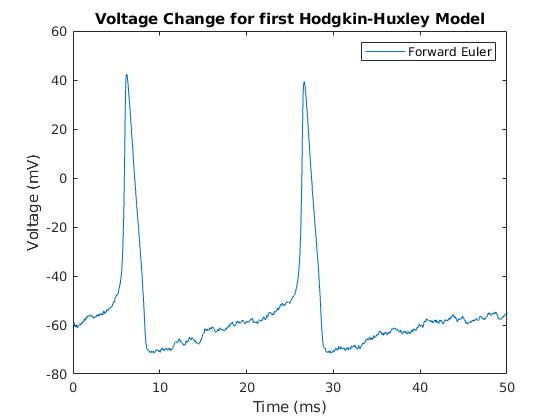 Voltage Change for first Hodgkin-Huxley Model
Forward Euler
60
40
20
0
-20
-40
-60
-80
Voltage (mV)
0 10 20 30 40 50
Time (ms)